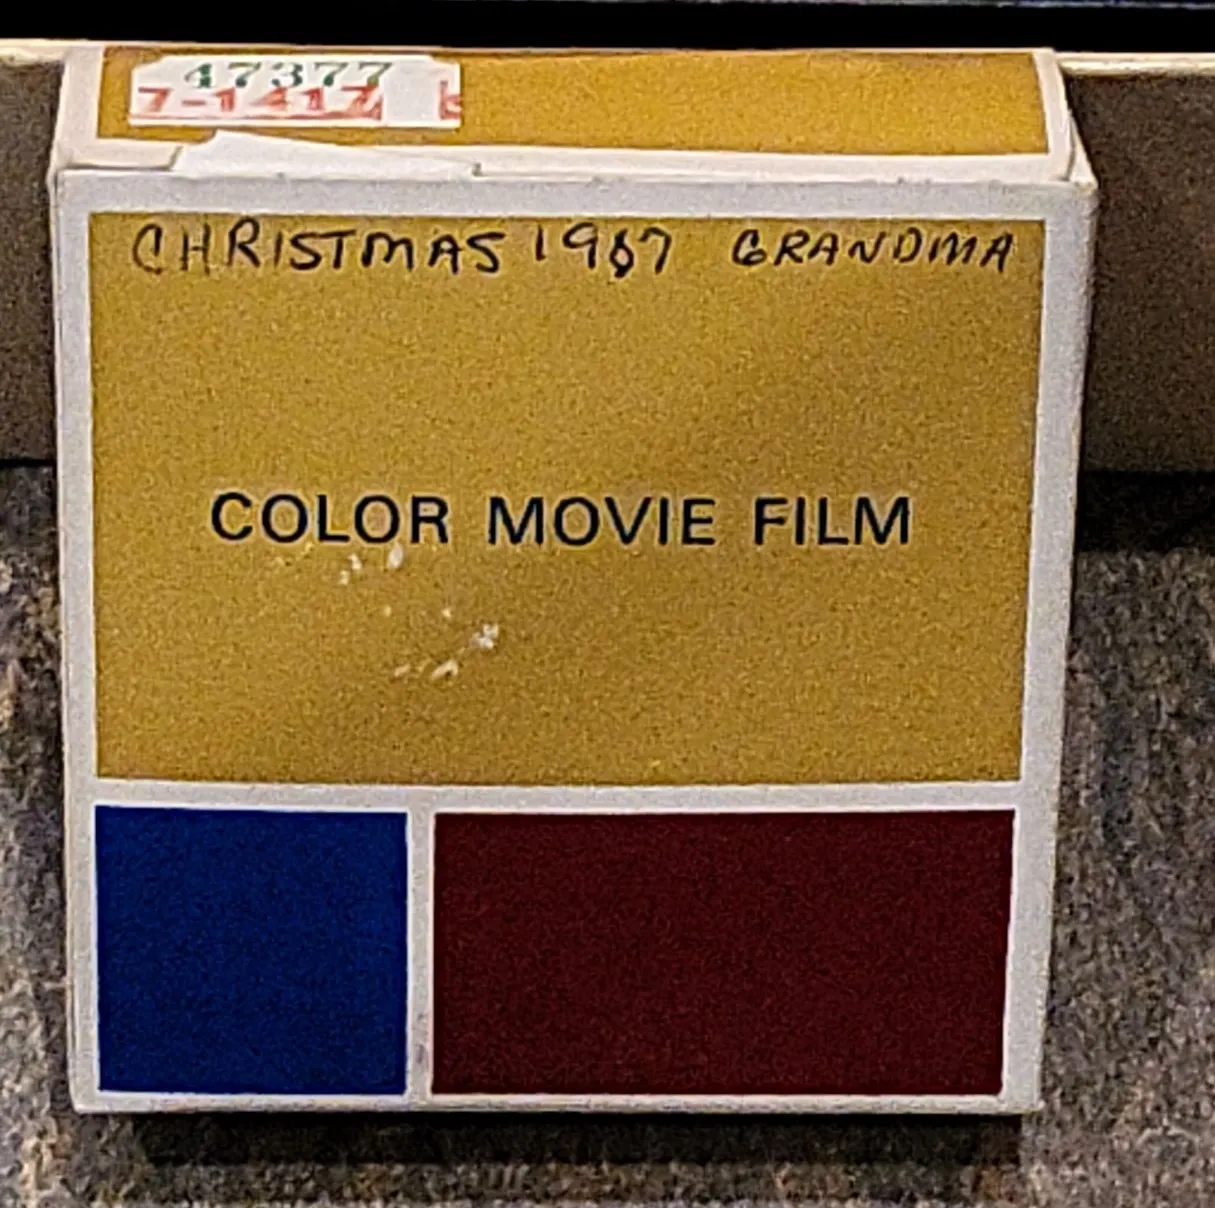 47377
7-1417
CHRISTMAS 1967 GRANDMA
COLOR MOVIE FILM